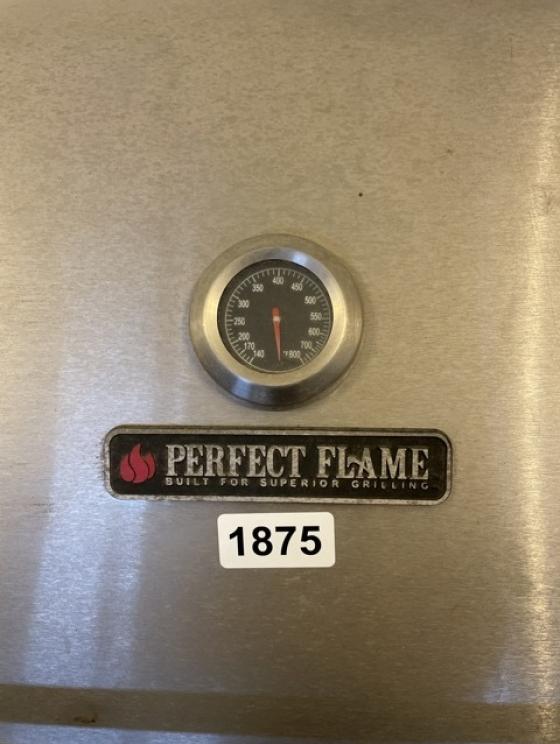 400
350 450
300 500
250 550
200 600
170 700
140 °F 800
PERFECT FLAME
BUILT FOR SUPERIOR GRILLING
1875